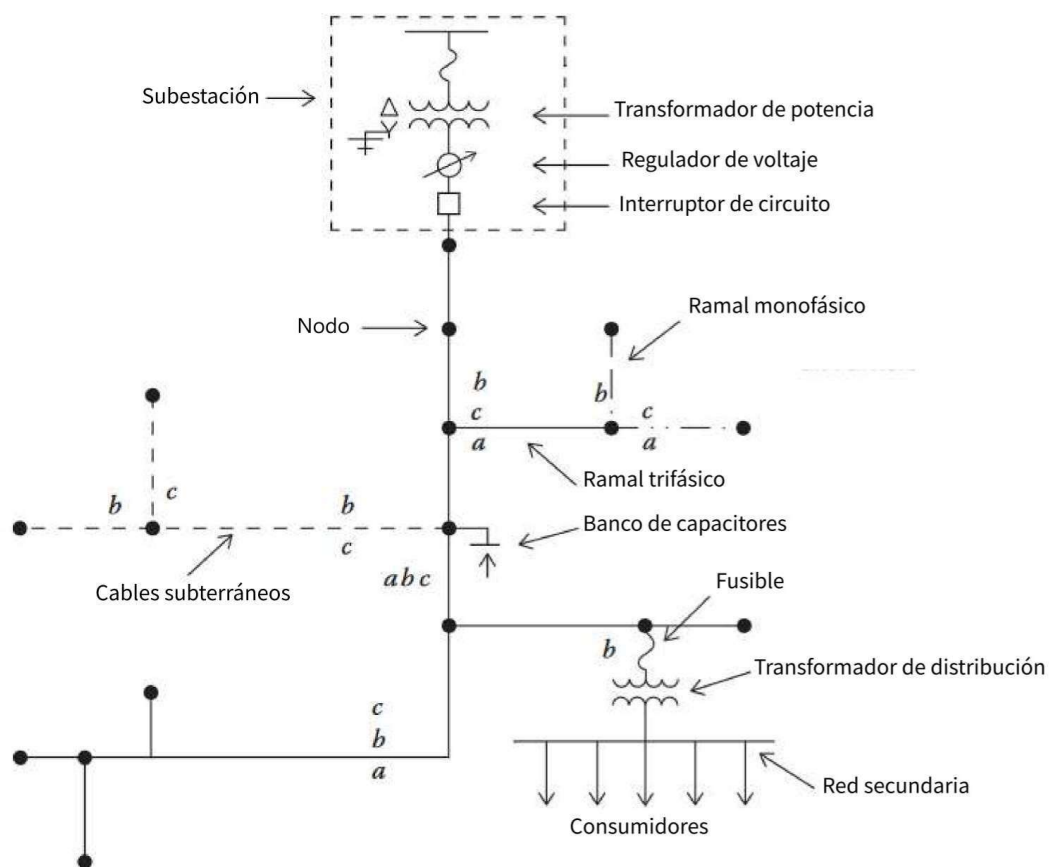 Subestación
Transformador de potencia
Regulador de voltaje
Interruptor de circuito
Nodo
Ramal monofásico
b
c
a
b
c
a
Ramal trifásico
b
c
b
c
Banco de capacitores
Cables subterráneos
a b c
Fusible
b
Transformador de distribución
c
b
a
Red secundaria
Consumidores